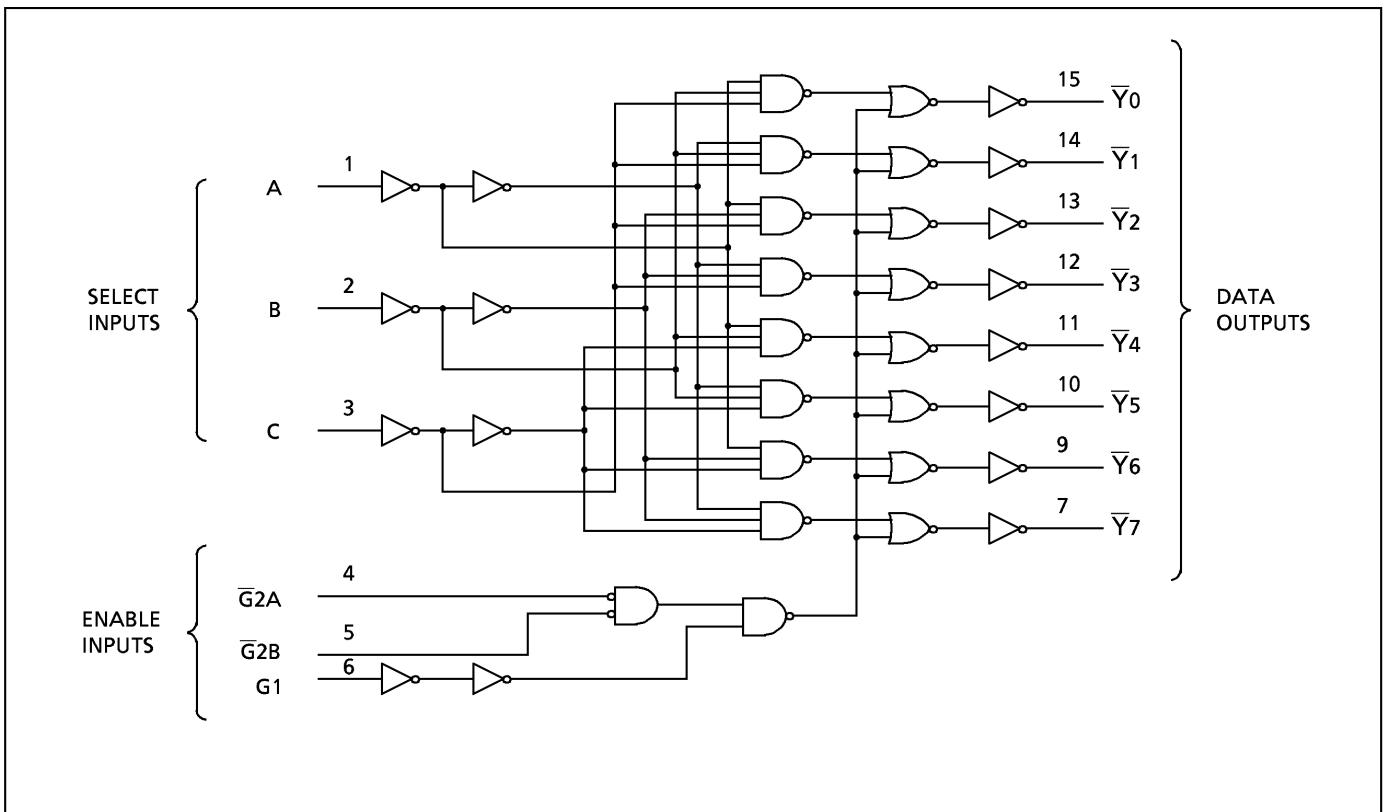 15
Y̅0
14
Y̅1
1
A
13
Y̅2
12
Y̅3
2
SELECT
INPUTS
B
DATA
OUTPUTS
11
Y̅4
10
Y̅5
3
C
9
Y̅6
7
Y̅7
4
G̅2A
ENABLE
INPUTS
5
G̅2B
6
G1